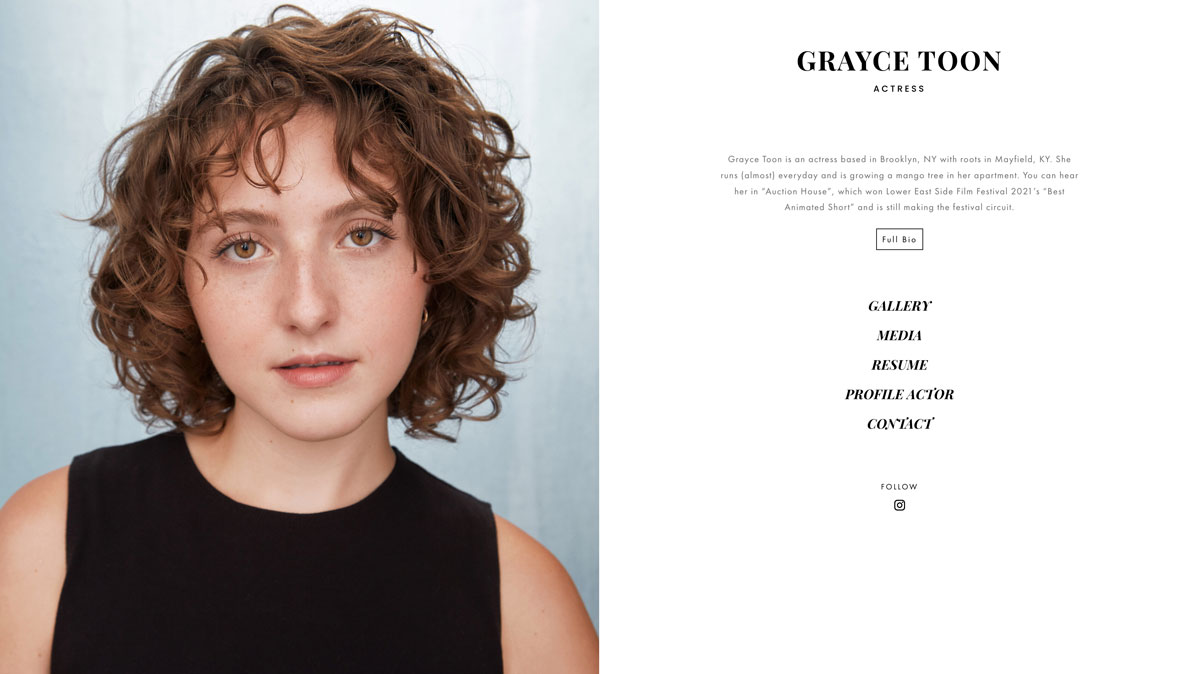 GRAYCE TOON
ACTRESS
Grayce Toon is an actress based in Brooklyn, NY with roots in Mayfield, KY. She
runs (almost) everyday and is growing a mango tree in her apartment. You can hear
her in “Auction House”, which won Lower East Side Film Festival 2021’s “Best
Animated Short” and is still making the festival circuit.
Full Bio
GALLERY
MEDIA
RESUME
PROFILE ACTOR
CONTACT
FOLLOW